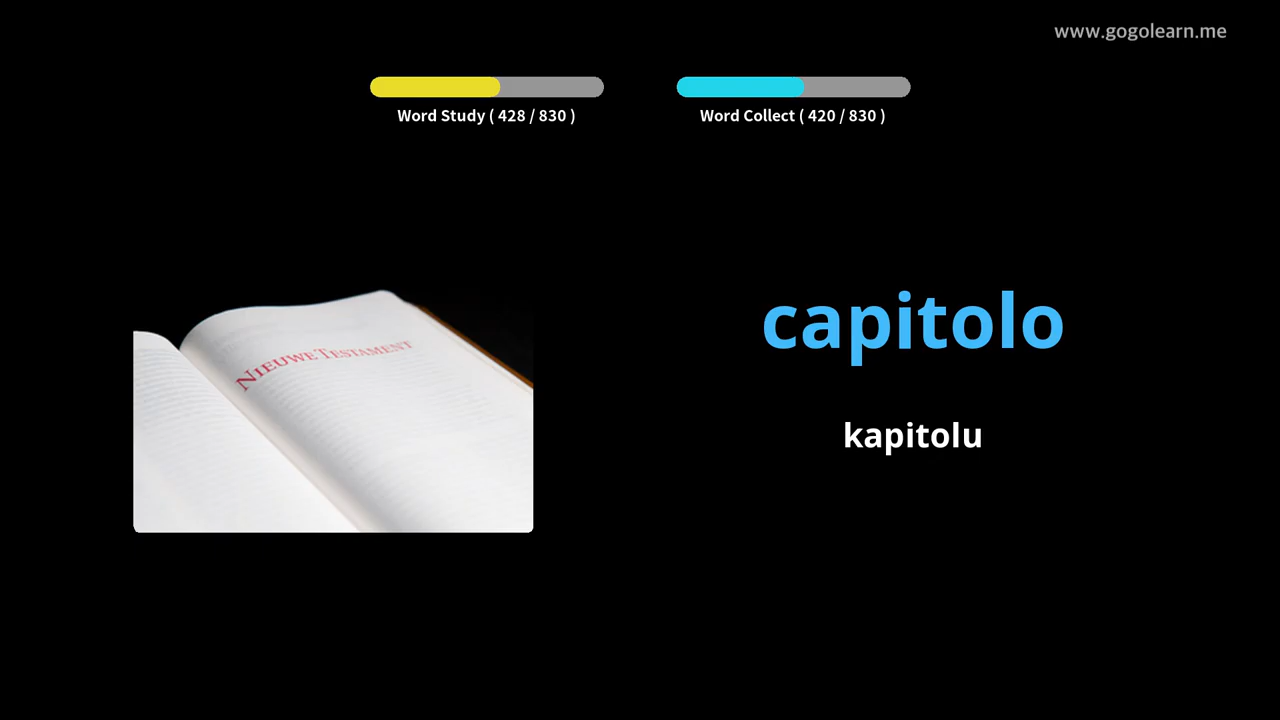 www.gogolearn.me
Word Study ( 428 / 830 )
Word Collect ( 420 / 830 )
NIEUWE TESTAMENT
capitolo
kapitolu